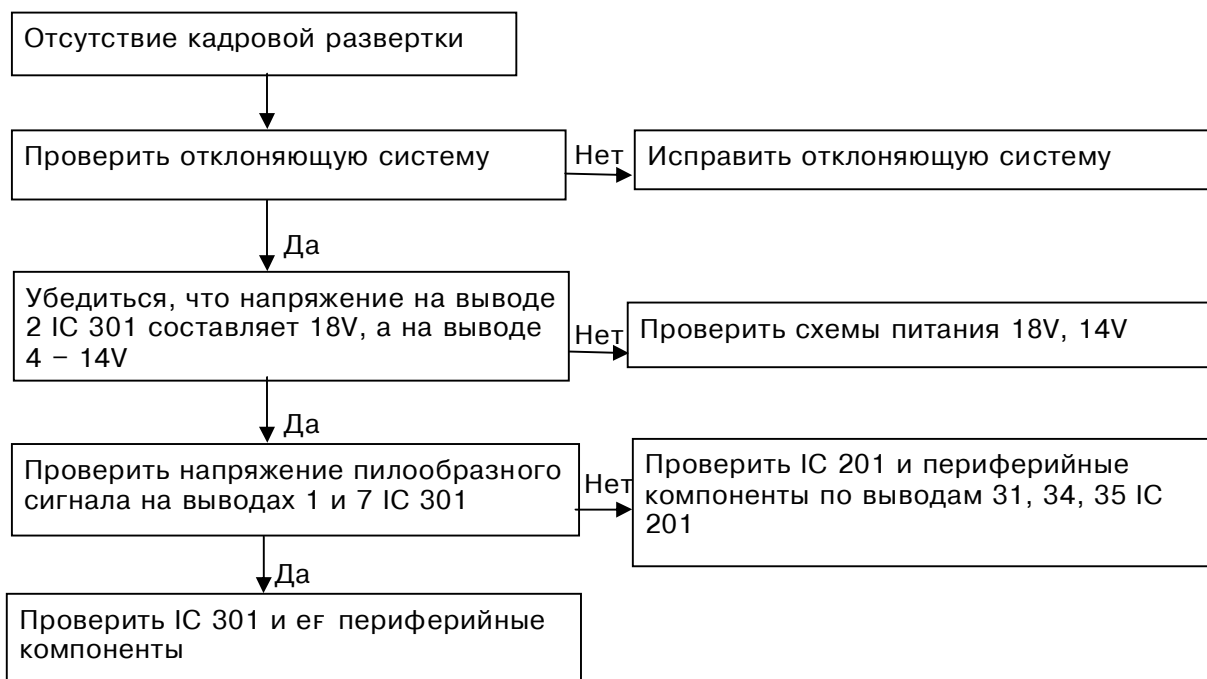 Отсутствие кадровой развертки
Проверить отклоняющую систему
Нет
Исправить отклоняющую систему
Да
Убедиться, что напряжение на выводе
2 IC 301 составляет 18V, а на выводе
4 – 14V
Нет
Проверить схемы питания 18V, 14V
Да
Проверить напряжение пилообразного
сигнала на выводах 1 и 7 IC 301
Нет
Проверить IC 201 и периферийные
компоненты по выводам 31, 34, 35 IC
201
Да
Проверить IC 301 и еғ периферийные
компоненты